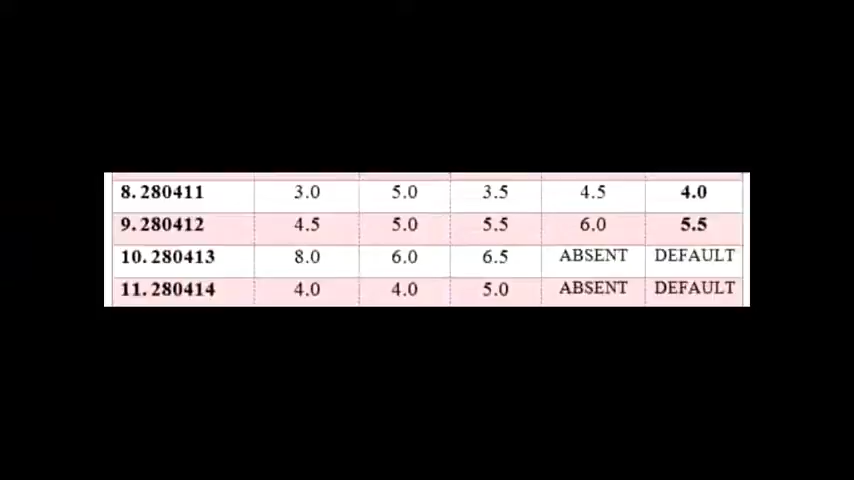 8. 280411 3.0 5.0 3.5 4.5 4.0
9. 280412 4.5 5.0 5.5 6.0 5.5
10. 280413 8.0 6.0 6.5 ABSENT DEFAULT
11. 280414 4.0 4.0 5.0 ABSENT DEFAULT